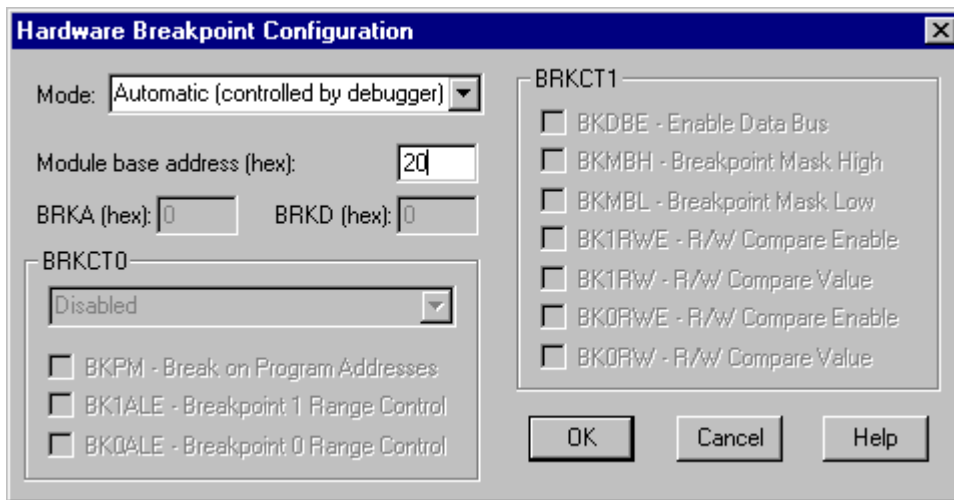 Hardware Breakpoint Configuration
Mode: Automatic (controlled by debugger)
Module base address (hex): 20
BRKA (hex): 0 BRKD (hex): 0
BRKCT0
Disabled
BKPM - Break on Program Addresses
BK1ALE - Breakpoint 1 Range Control
BK0ALE - Breakpoint 0 Range Control
BRKCT1
BKDBE - Enable Data Bus
BKMBH - Breakpoint Mask High
BKMBL - Breakpoint Mask Low
BK1RWE - R/W Compare Enable
BK1RW - R/W Compare Value
BK0RWE - R/W Compare Enable
BK0RW - R/W Compare Value
OK Cancel Help